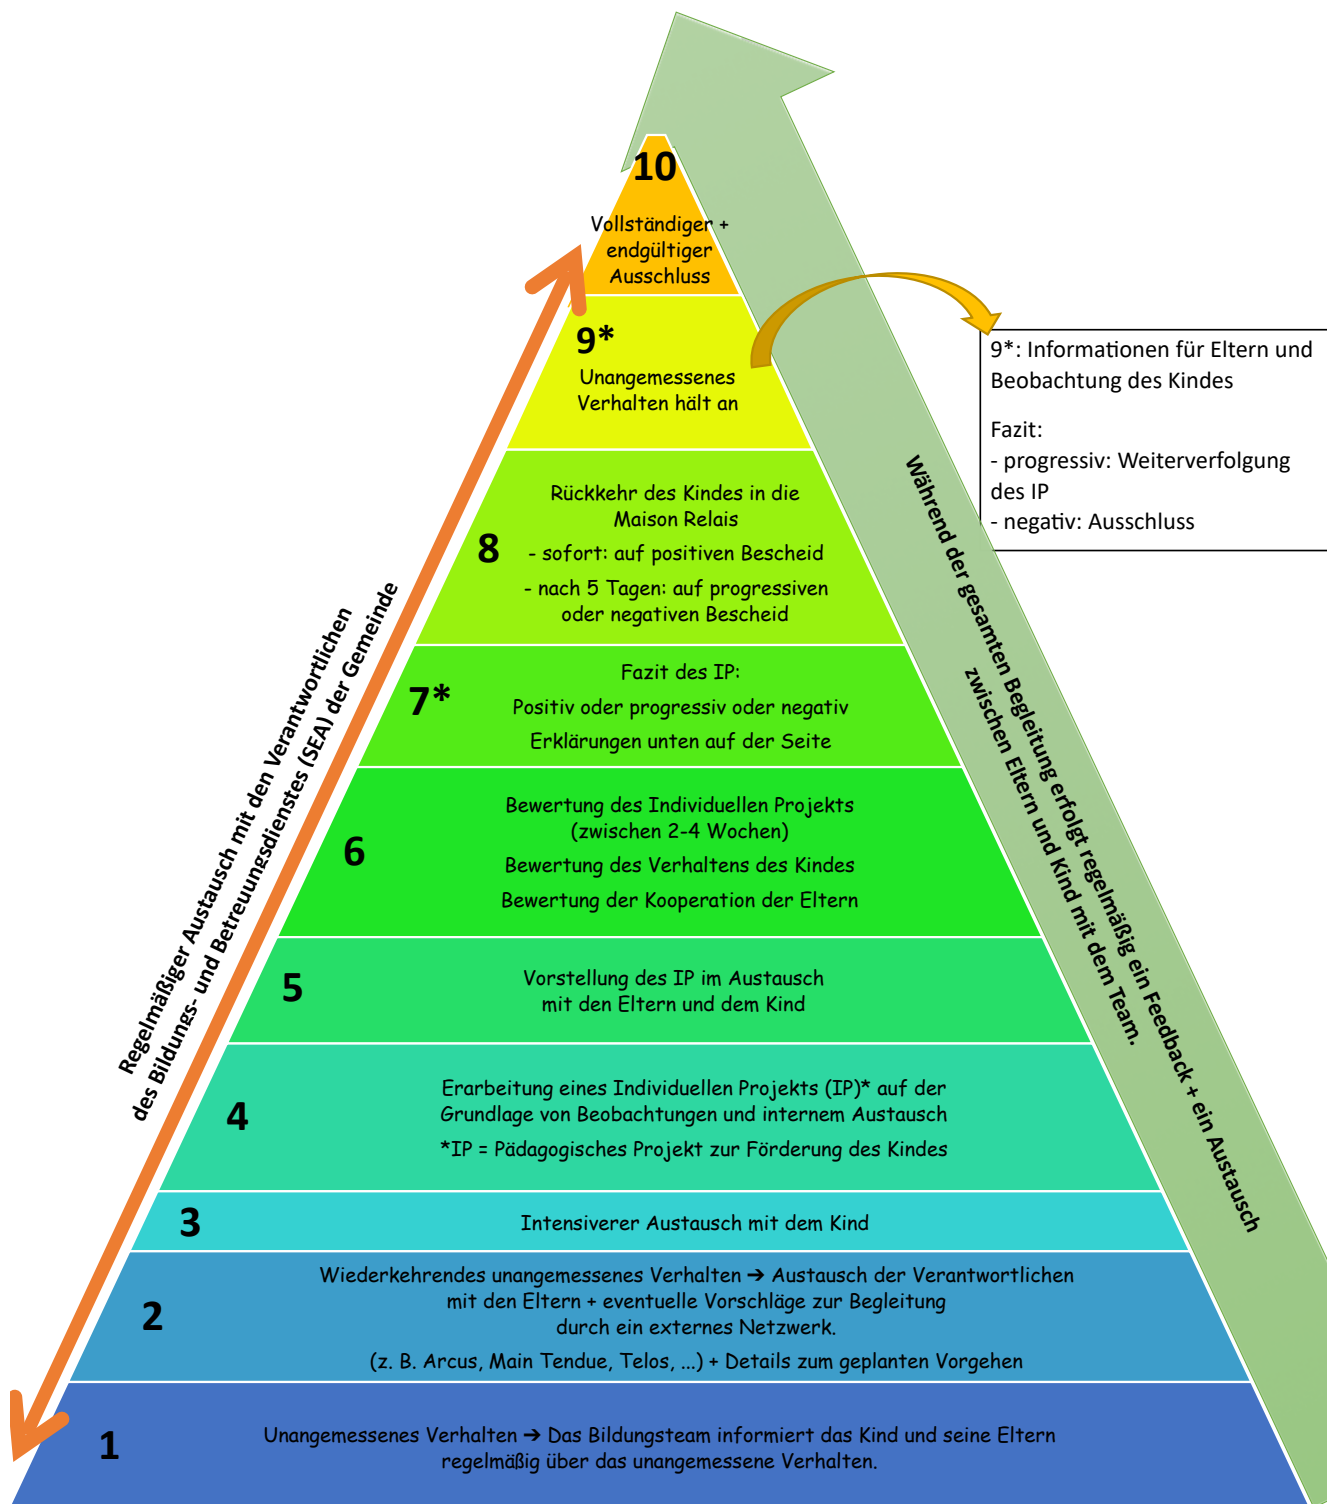 10
Vollständiger +
endgültiger
Ausschluss
9*
Unangemessenes
Verhalten hält an
9*: Informationen für Eltern und
Beobachtung des Kindes
Fazit:
- progressiv: Weiterverfolgung
des IP
- negativ: Ausschluss
8
Rückkehr des Kindes in die
Maison Relais
- sofort: auf positiven Bescheid
- nach 5 Tagen: auf progressiven
oder negativen Bescheid
7*
Fazit des IP:
Positiv oder progressiv oder negativ
Erklärungen unten auf der Seite
6
Bewertung des Individuellen Projekts
(zwischen 2-4 Wochen)
Bewertung des Verhaltens des Kindes
Bewertung der Kooperation der Eltern
5
Vorstellung des IP im Austausch
mit den Eltern und dem Kind
4
Erarbeitung eines Individuellen Projekts (IP)* auf der
Grundlage von Beobachtungen und internem Austausch
*IP = Pädagogisches Projekt zur Förderung des Kindes
3
Intensiverer Austausch mit dem Kind
2
Wiederkehrendes unangemessenes Verhalten ➔ Austausch der Verantwortlichen
mit den Eltern + eventuelle Vorschläge zur Begleitung
durch ein externes Netzwerk.
(z. B. Arcus, Main Tendue, Telos, ...) + Details zum geplanten Vorgehen
1
Unangemessenes Verhalten ➔ Das Bildungsteam informiert das Kind und seine Eltern
regelmäßig über das unangemessene Verhalten.
Regelmäßiger Austausch mit den Verantwortlichen
des Bildungs- und Betreuungsdienstes (SEA) der Gemeinde
Während der gesamten Begleitung erfolgt regelmäßig ein Feedback + ein Austausch
zwischen Eltern und Kind mit dem Team.